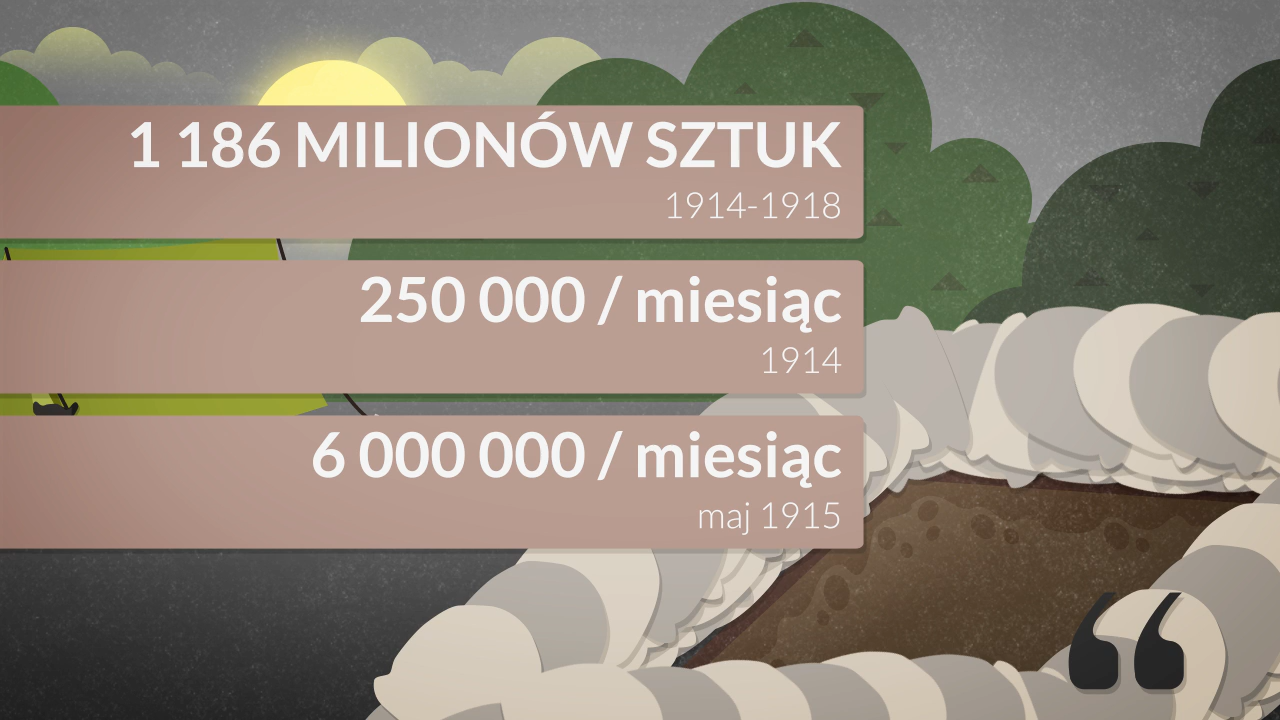 1 186 MILIONÓW SZTUK
1914-1918
250 000 / miesiąc
1914
6 000 000 / miesiąc
maj 1915